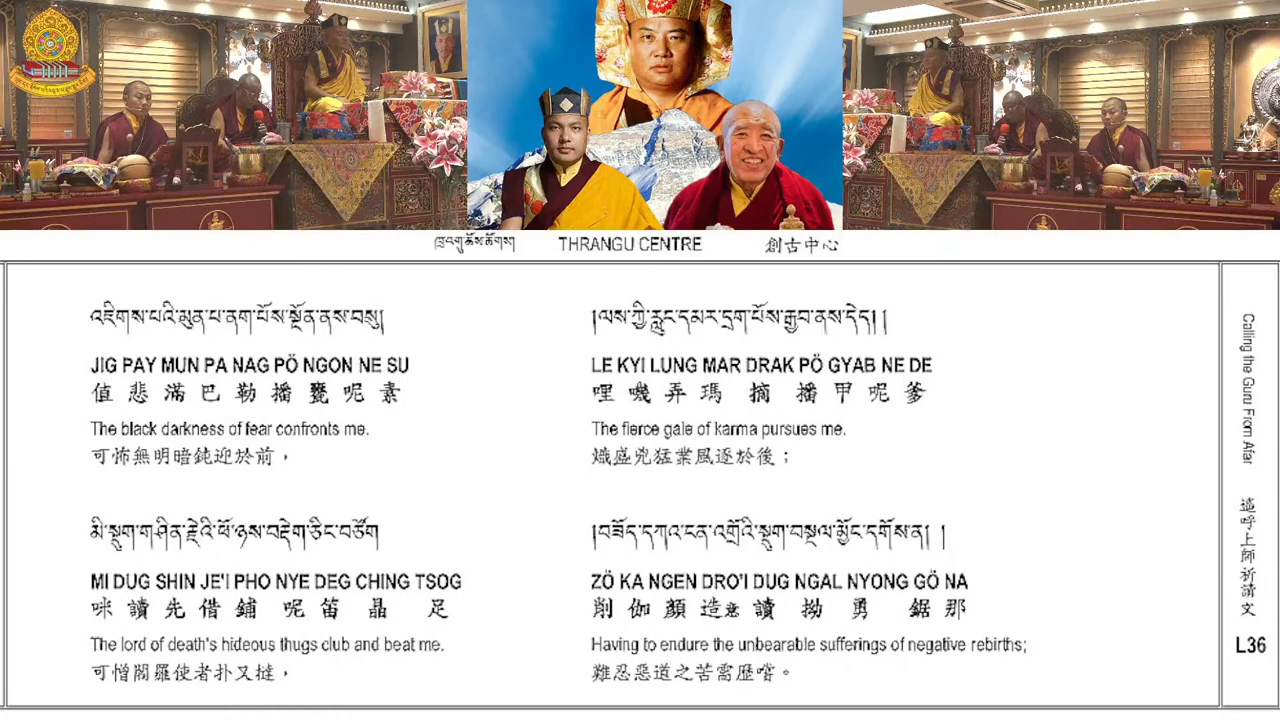 ཁྲ་འགུ་ཆོས་ཚོགས། THRANGU CENTRE 創古中心
འཇིགས་པའི་མུན་པ་ནག་པོས་སྔོན་ནས་བསུ།
JIG PAY MUN PA NAG PÖ NGON NE SU
值悲滿巴勒播甕呢素
The black darkness of fear confronts me.
可怖無明暗鈍迎於前，
།ལས་ཀྱི་རླུང་དམར་དྲག་པོས་རྒྱབ་ནས་དེད། །
LE KYI LUNG MAR DRAK PÖ GYAB NE DE
哩嘰弄瑪摘播甲呢爹
The fierce gale of karma pursues me.
熾盛兇猛業風逐於後；
མི་སྡུག་གཤིན་རྗེའི་ཕོ་ཉས་བརྡེག་ཅིང་བཙོག
MI DUG SHIN JE'I PHO NYE DEG CHING TSOG
咪讀先借鋪呢笛晶足
The lord of death's hideous thugs club and beat me.
可憎閻羅使者扑又撻，
།བཟོད་དཀའ་ངན་འགྲོའི་སྡུག་བསྔལ་མྱོང་དགོས་ན། །
ZÖ KA NGEN DRO'I DUG NGAL NYONG GÖ NA
削伽顏造意讀拗勇鋸那
Having to endure the unbearable sufferings of negative rebirths;
難忍惡道之苦需歷嚐。
Calling the Guru From Afar
遙呼上師祈請文
L36